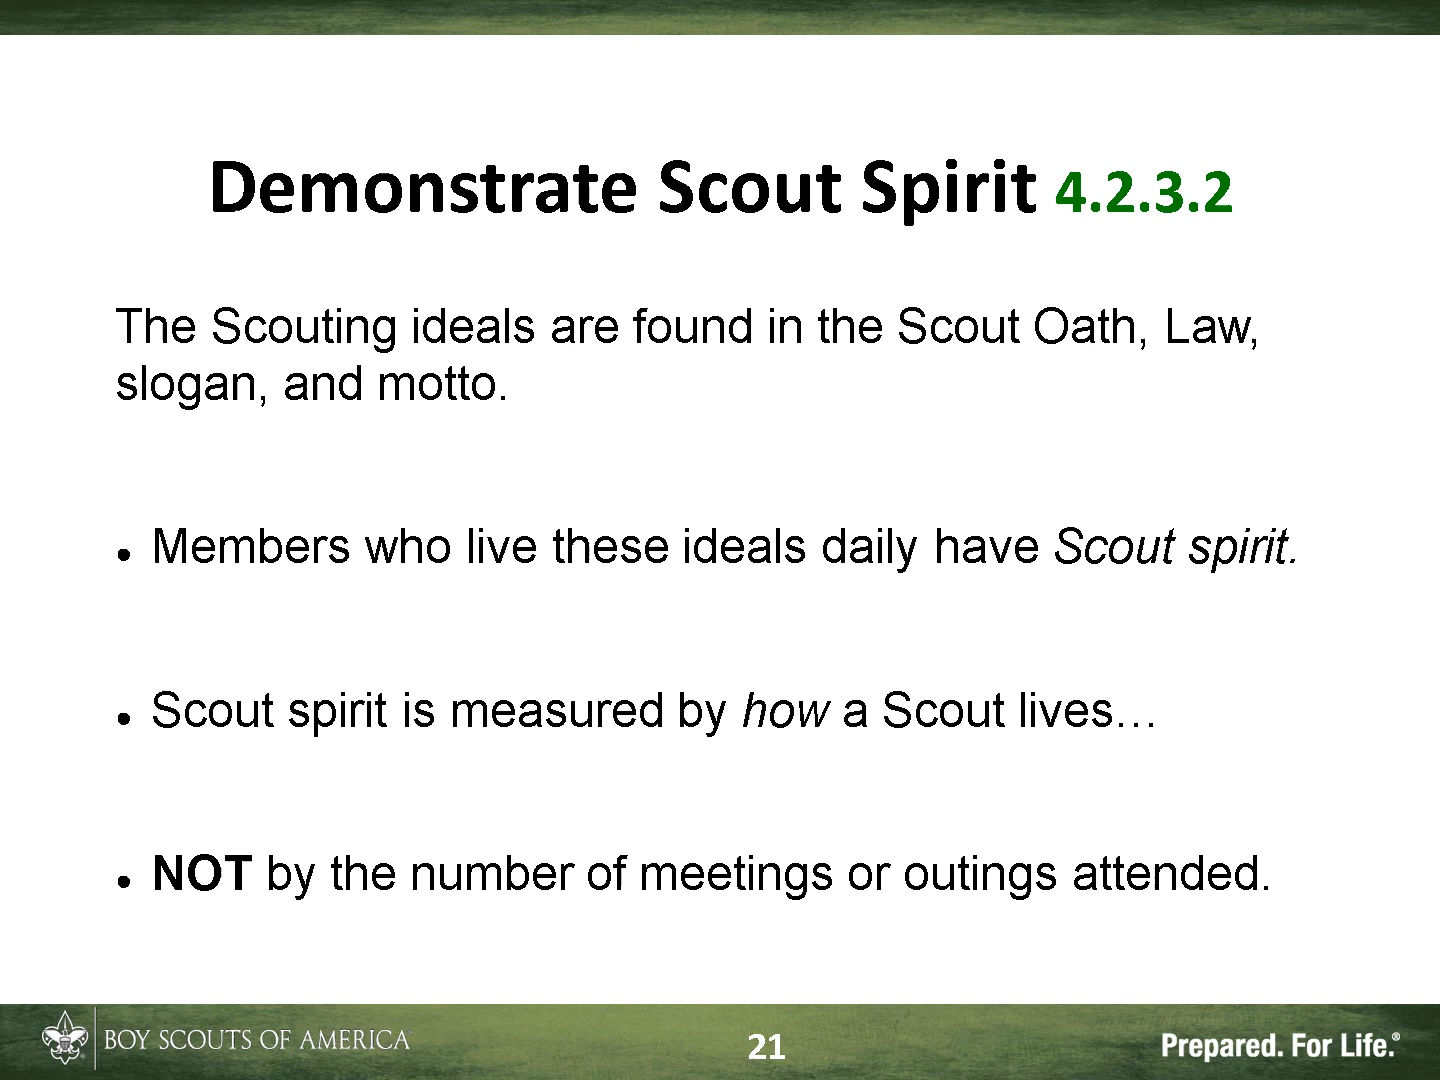 Demonstrate Scout Spirit 4.2.3.2
The Scouting ideals are found in the Scout Oath, Law,
slogan, and motto.
• Members who live these ideals daily have Scout spirit.
• Scout spirit is measured by how a Scout lives…
• NOT by the number of meetings or outings attended.
BOY SCOUTS OF AMERICA
21
Prepared. For Life.®